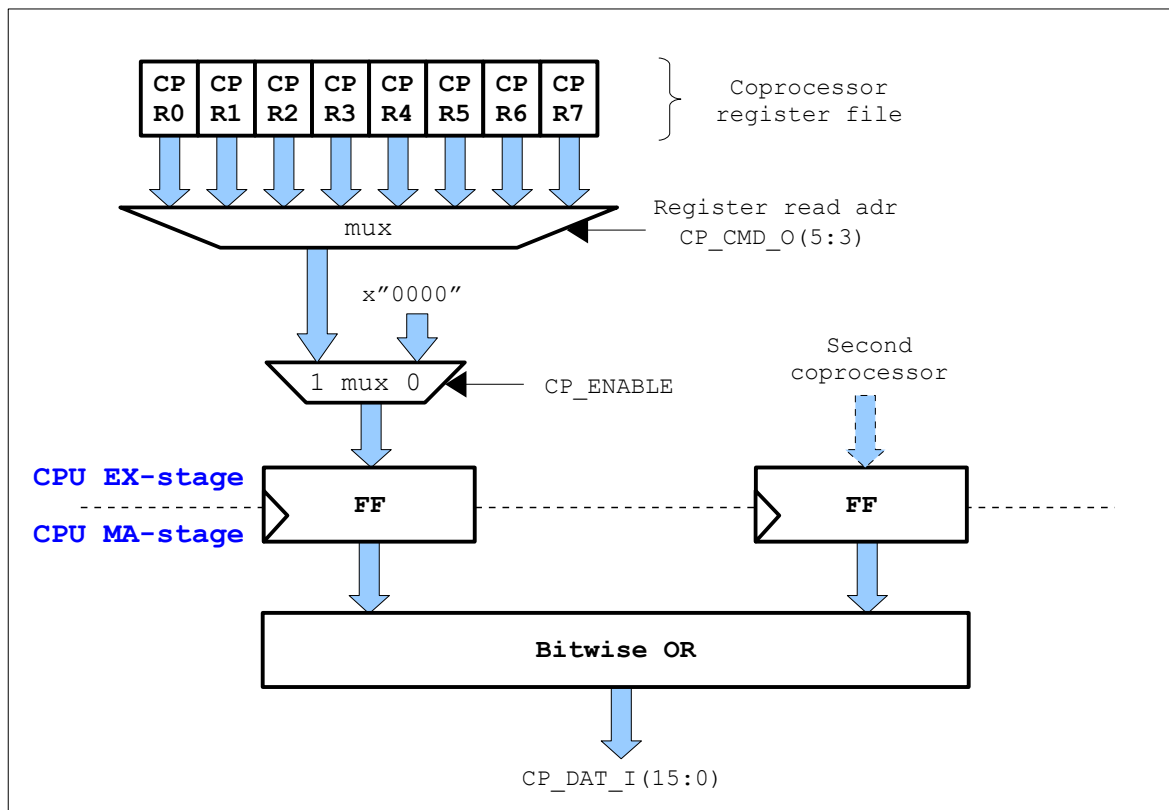 CP CP CP CP CP CP CP CP
R0 R1 R2 R3 R4 R5 R6 R7
Coprocessor
register file
mux
Register read adr
CP_CMD_O(5:3)
x”0000”
1 mux 0
CP_ENABLE
Second
coprocessor
CPU EX-stage
CPU MA-stage
FF
FF
Bitwise OR
CP_DAT_I(15:0)